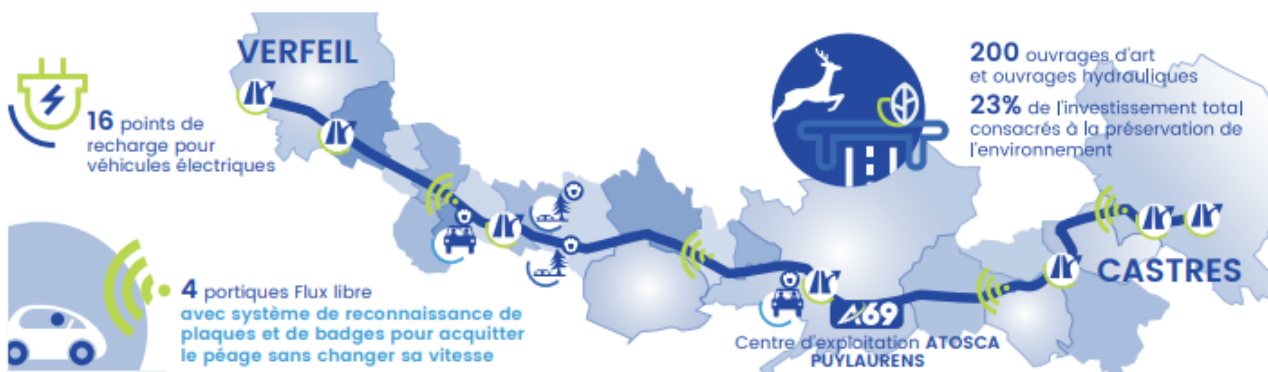 VERFEIL
16 points de
recharge pour
véhicules électriques
4 portiques Flux libre
avec système de reconnaissance de
plaques et de badges pour acquitter
le péage sans changer sa vitesse
200 ouvrages d'art
et ouvrages hydrauliques
23% de l'investissement total
consacrés à la préservation de
l'environnement
CASTRES
A69
Centre d'exploitation ATOSCA
PUYLAURENS